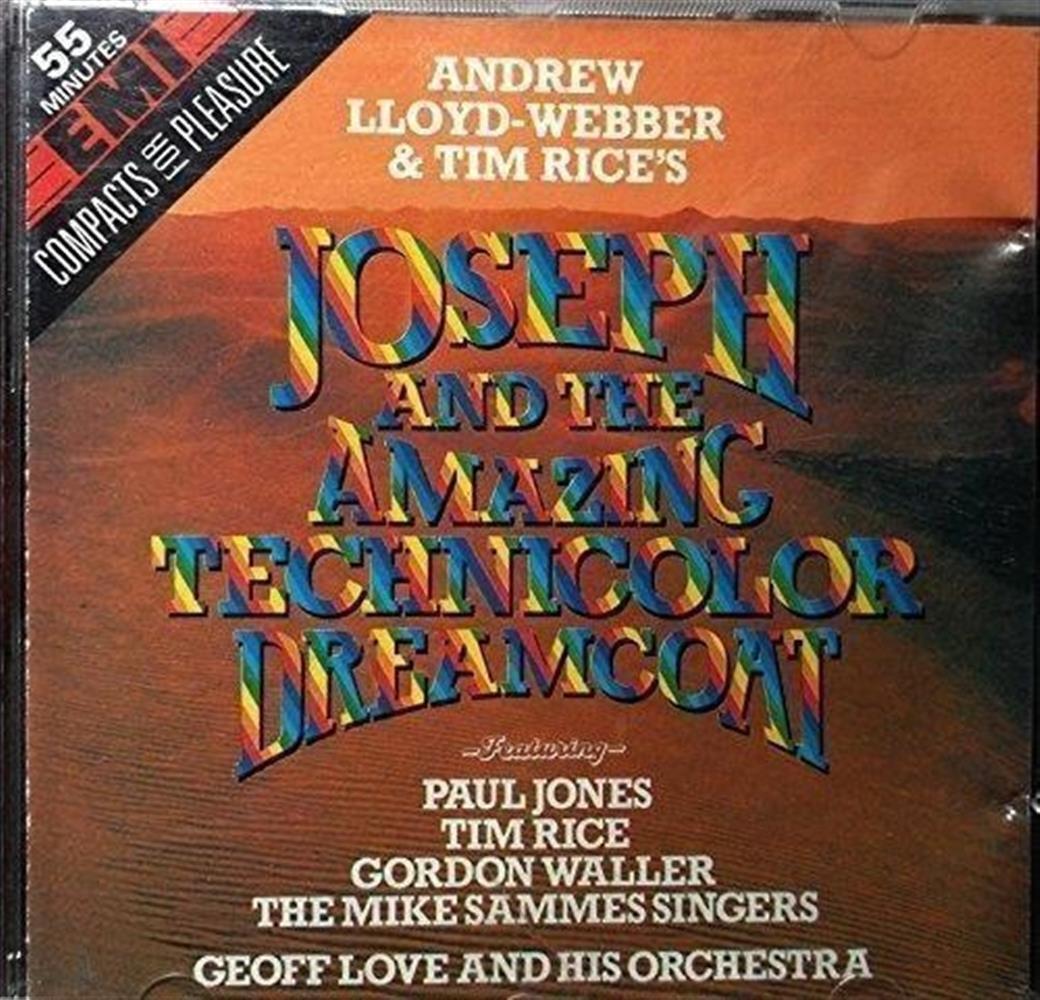 55
MINUTES
EMI
COMPACTS FOR PLEASURE
ANDREW
LLOYD-WEBBER
& TIM RICE'S
JOSEPH
AND THE
AMAZING
TECHNICOLOR
DREAMCOAT
—Featuring—
PAUL JONES
TIM RICE
GORDON WALLER
THE MIKE SAMMES SINGERS
GEOFF LOVE AND HIS ORCHESTRA